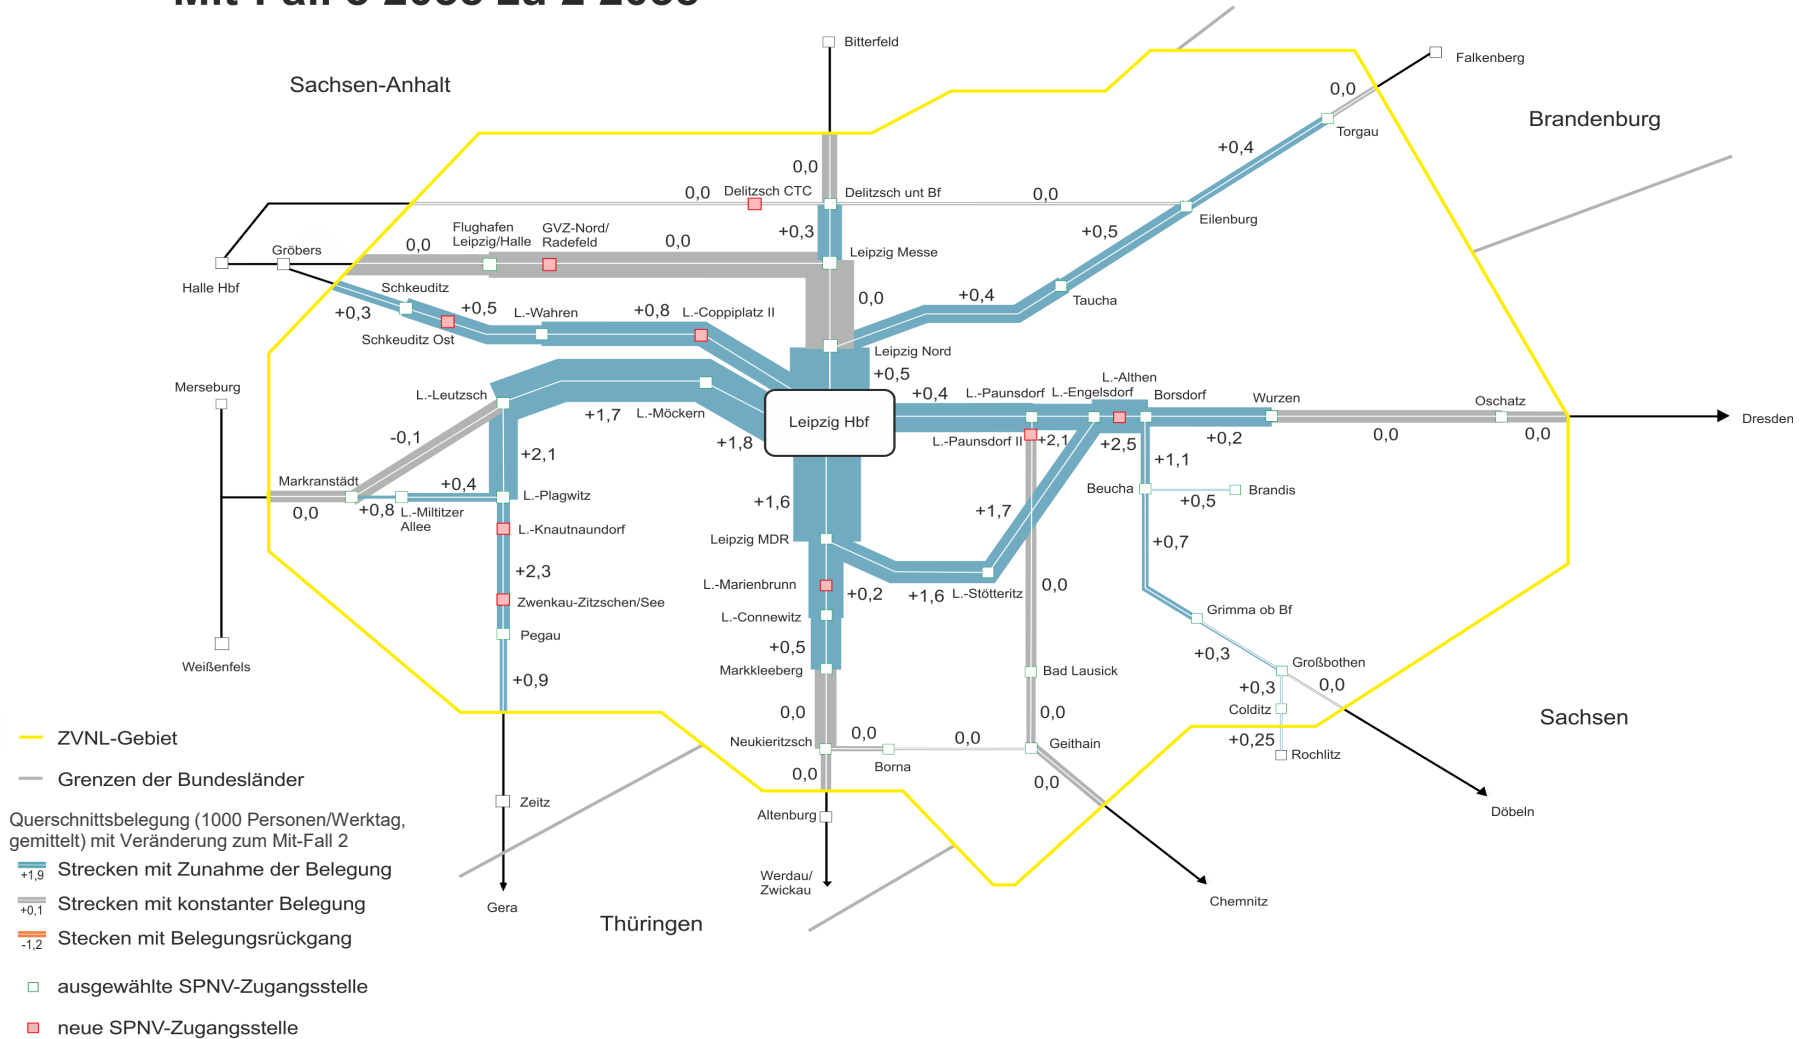 Mit-Fall 3-2035 zu 2-2035
Bitterfeld
Falkenberg
Sachsen-Anhalt
0,0
Brandenburg
Torgau
+0,4
0,0
0,0
Delitzsch CTC
Delitzsch unt Bf
0,0
Eilenburg
Flughafen
Leipzig/Halle
GVZ-Nord/
Radefeld
+0,3
+0,5
Gröbers
0,0
0,0
Leipzig Messe
Halle Hbf
Schkeuditz
+0,3
+0,5
L.-Wahren
+0,8
L.-Coppiplatz II
0,0
+0,4
Taucha
Schkeuditz Ost
Leipzig Nord
+0,5
Merseburg
L.-Leutzsch
+1,7
L.-Möckern
+1,8
Leipzig Hbf
+0,4
L.-Paunsdorf
L.-Engelsdorf
L.-Althen
Borsdorf
Wurzen
Oschatz
Dresden
L.-Paunsdorf II
+2,1
+2,5
+0,2
0,0
0,0
-0,1
+2,1
+1,1
Markranstädt
+0,4
L.-Plagwitz
0,0
+0,8
L.-Milititzer
Allee
+1,6
+1,7
Beucha
+0,5
Brandis
L.-Knautnaundorf
Leipzig MDR
+0,7
+2,3
L.-Marienbrunn
+0,2
+1,6
L.-Stötteritz
0,0
Zwenkau-Zitzschen/See
L.-Connewitz
Grimma ob Bf
Pegau
+0,5
+0,3
Weißenfels
Markkleeberg
Bad Lausick
Großbothen
+0,9
+0,3
0,0
0,0
0,0
Colditz
Sachsen
Neukieritzsch
0,0
0,0
Geithain
+0,25
Rochlitz
0,0
Borna
0,0
Zeitz
Altenburg
Döbeln
Werdau/
Zwickau
Gera
Thüringen
Chemnitz
ZVNL-Gebiet
Grenzen der Bundesländer
Querschnittsbelegung (1000 Personen/Werktag,
gemittelt) mit Veränderung zum Mit-Fall 2
+1,9
Strecken mit Zunahme der Belegung
+0,1
Strecken mit konstanter Belegung
-1,2
Stecken mit Belegungsrückgang
ausgewählte SPNV-Zugangsstelle
neue SPNV-Zugangsstelle